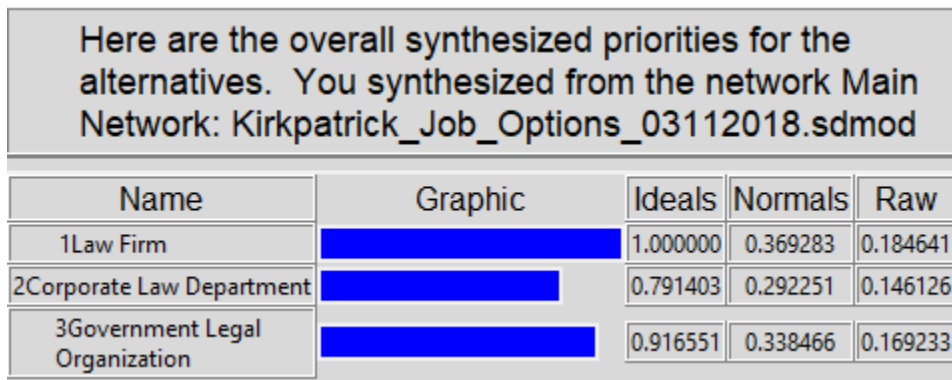 Here are the overall synthesized priorities for the
alternatives. You synthesized from the network Main
Network: Kirkpatrick_Job_Options_03112018.sdmod
Name Graphic Ideals Normals Raw
1Law Firm 1.000000 0.369283 0.184641
2Corporate Law Department 0.791403 0.292251 0.146126
3Government Legal
Organization 0.916551 0.338466 0.169233